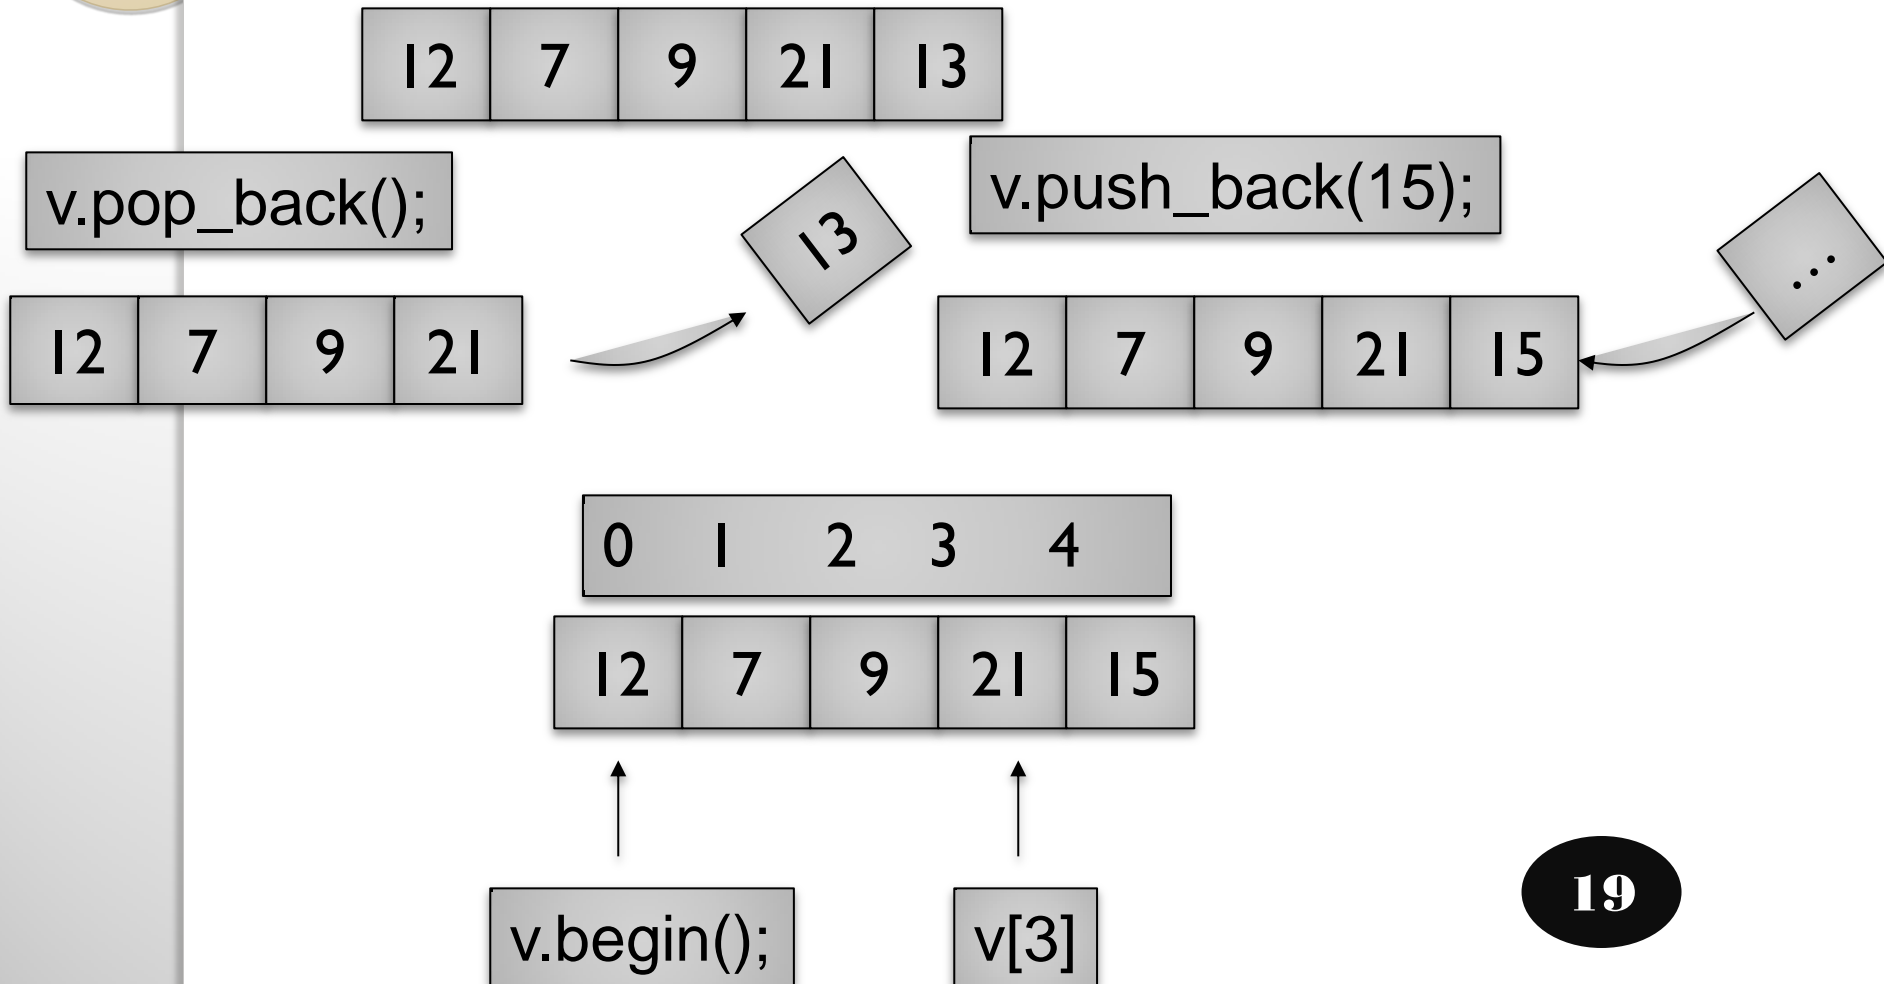 12 7 9 21 13
v.pop_back();
v.push_back(15);
13
...
12 7 9 21
12 7 9 21 15
0 1 2 3 4
12 7 9 21 15
v.begin();
v[3]
19